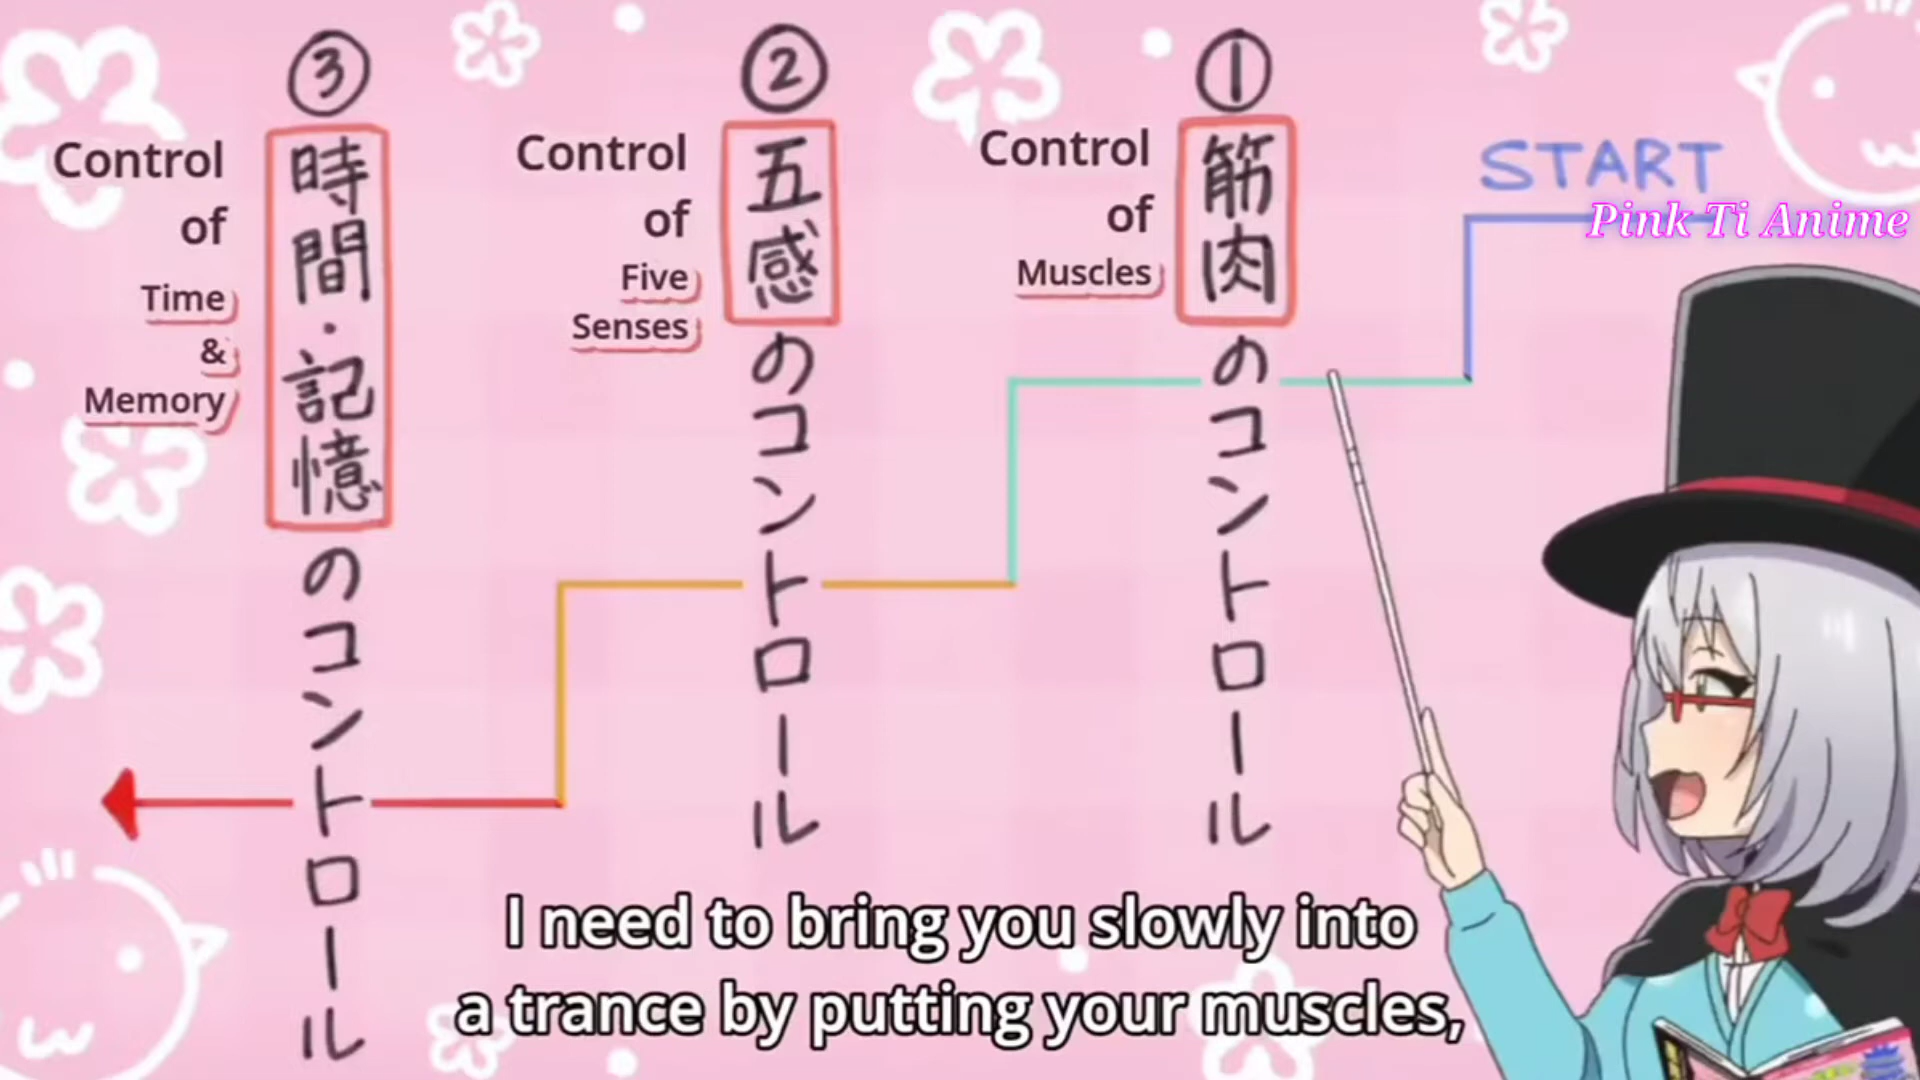 START
Pink Ti Anime
①
筋肉のコントロール
Control
of
Muscles
②
五感のコントロール
Control
of
Five
Senses
③
時間・記憶のコントロール
Control
of
Time
&
Memory
I need to bring you slowly into
a trance by putting your muscles,